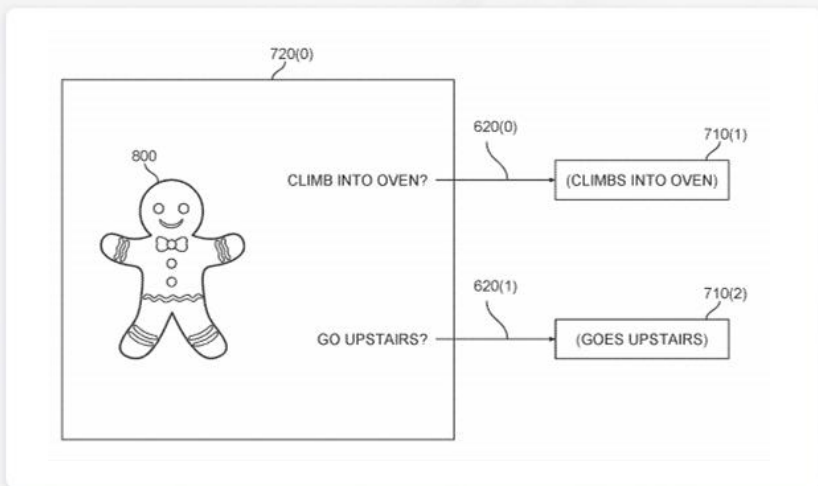 720(0)
620(0)
710(1)
800
CLIMB INTO OVEN?
(CLIMBS INTO OVEN)
620(1)
710(2)
GO UPSTAIRS?
(GOES UPSTAIRS)